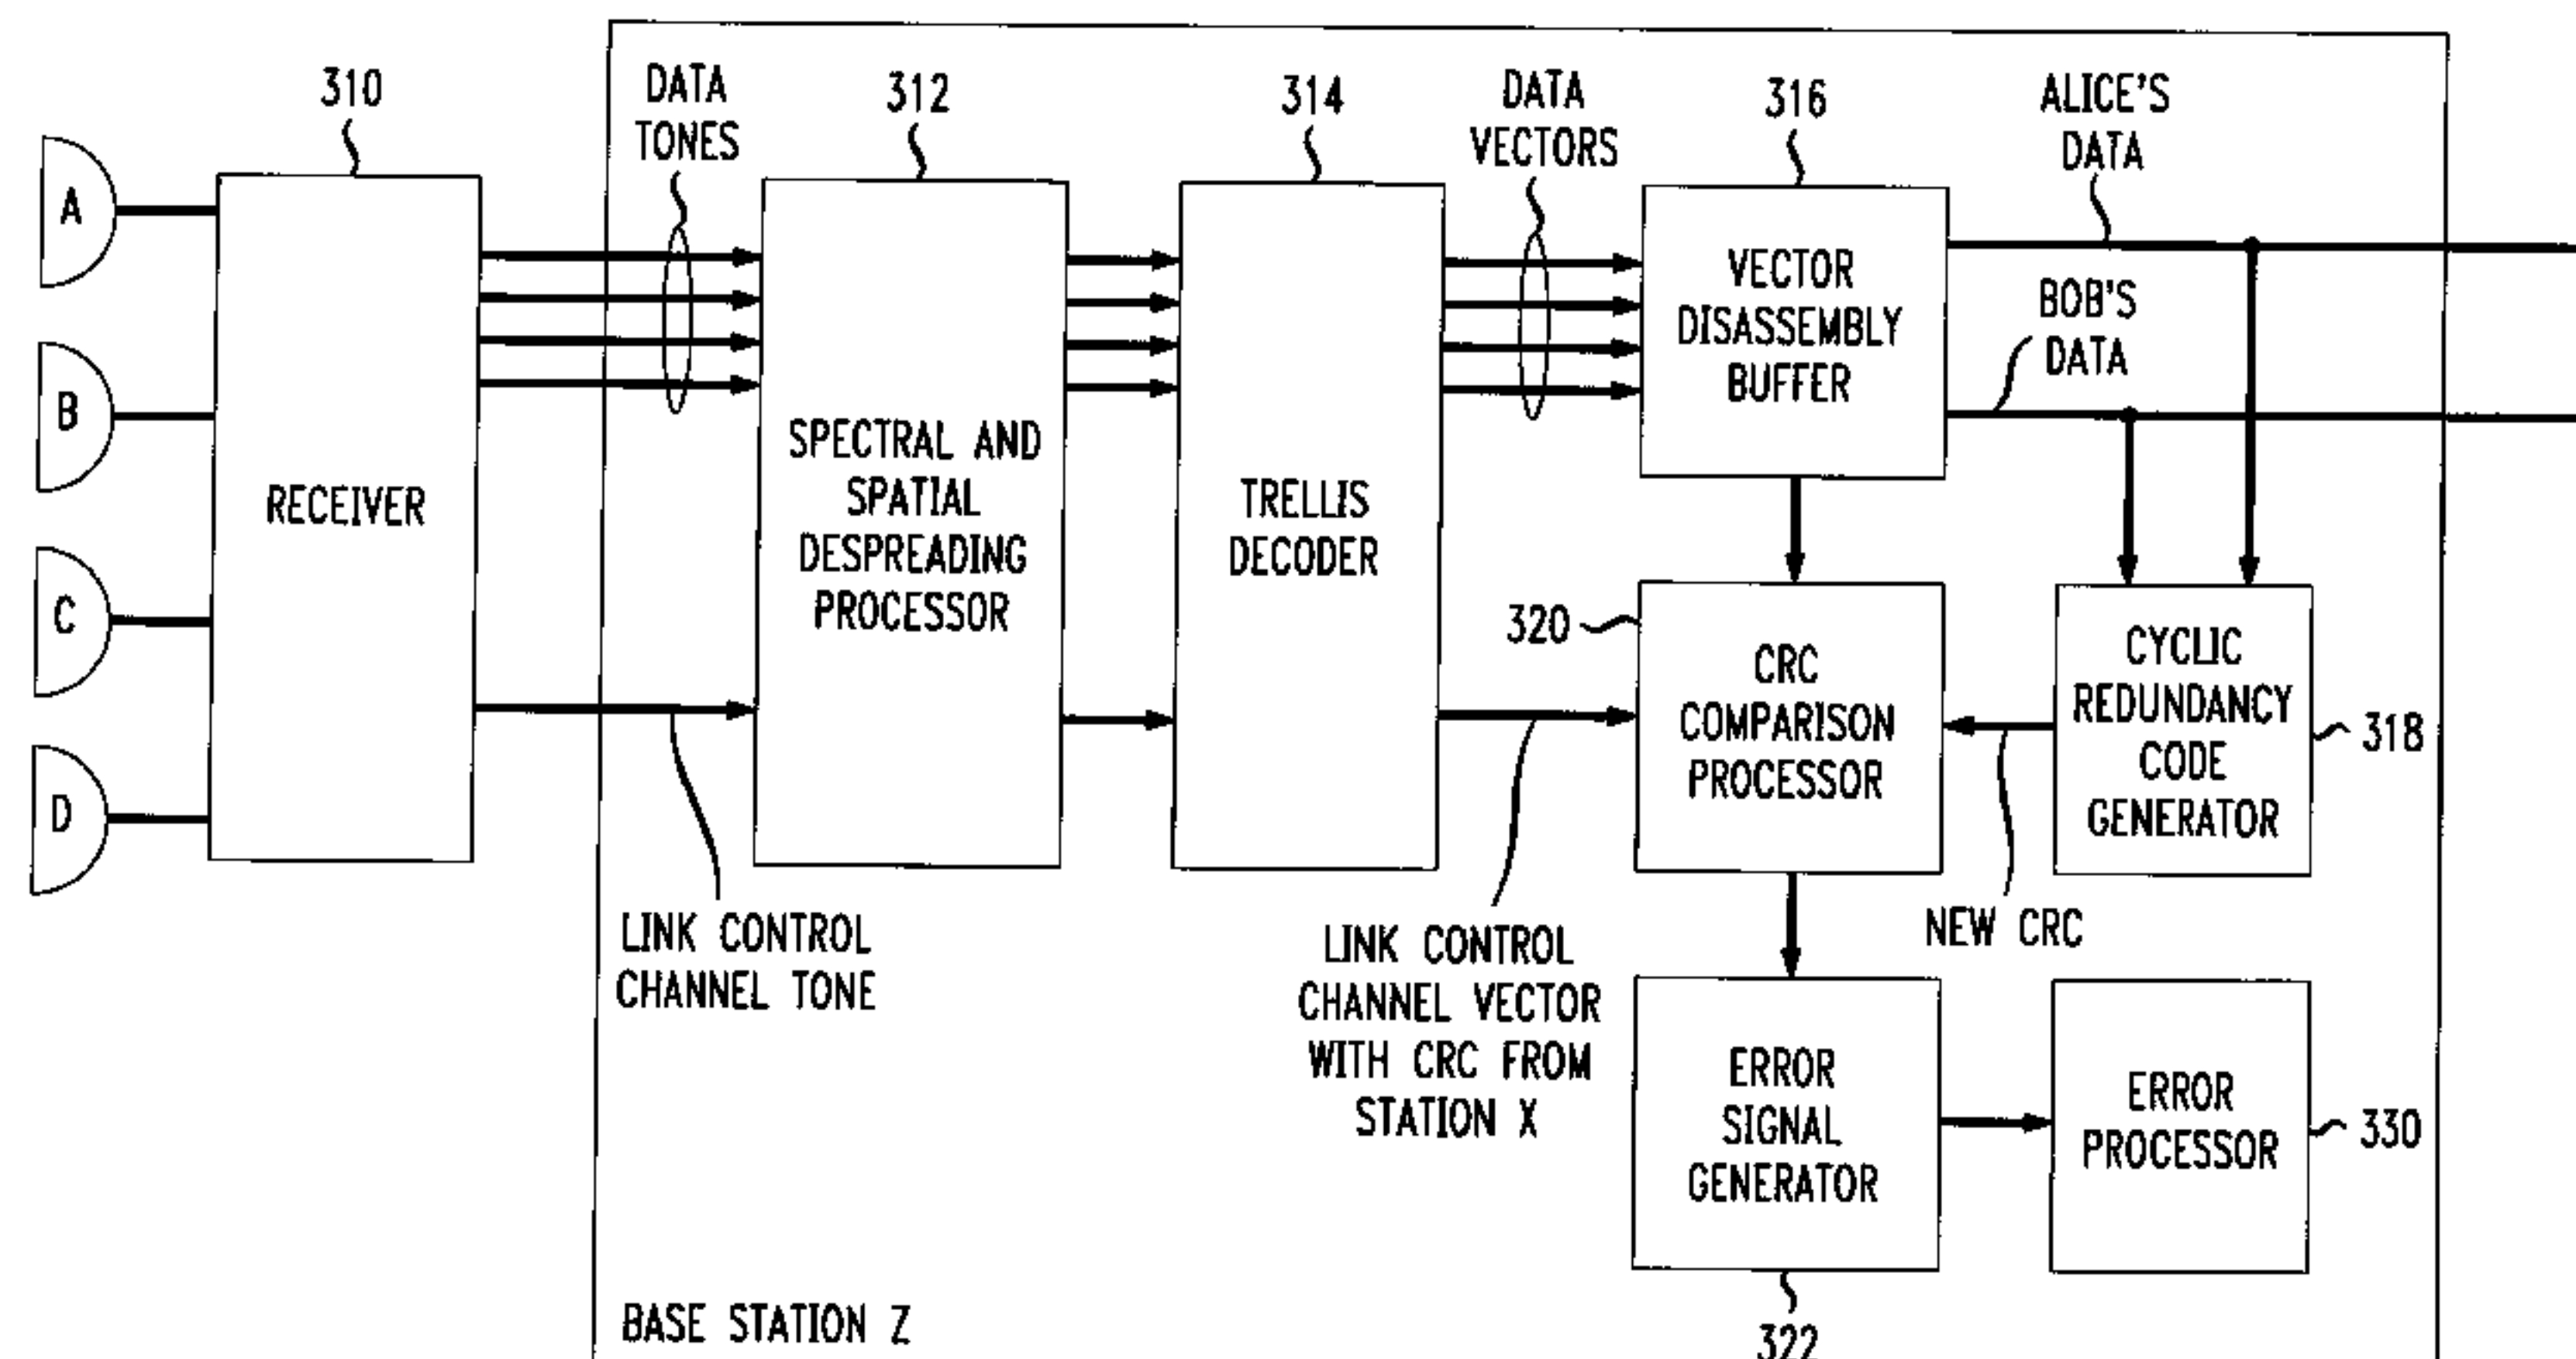 310
DATA
TONES
312
314
DATA
VECTORS
316
ALICE'S
DATA
A
B
C
D
RECEIVER
SPECTRAL AND
SPATIAL
DESPREADING
PROCESSOR
TRELLIS
DECODER
VECTOR
DISASSEMBLY
BUFFER
BOB'S
DATA
320
CRC
COMPARISON
PROCESSOR
CYCLIC
REDUNDANCY
CODE
GENERATOR
318
LINK CONTROL
CHANNEL TONE
LINK CONTROL
CHANNEL VECTOR
WITH CRC FROM
STATION X
NEW CRC
ERROR
SIGNAL
GENERATOR
ERROR
PROCESSOR
330
BASE STATION Z
322